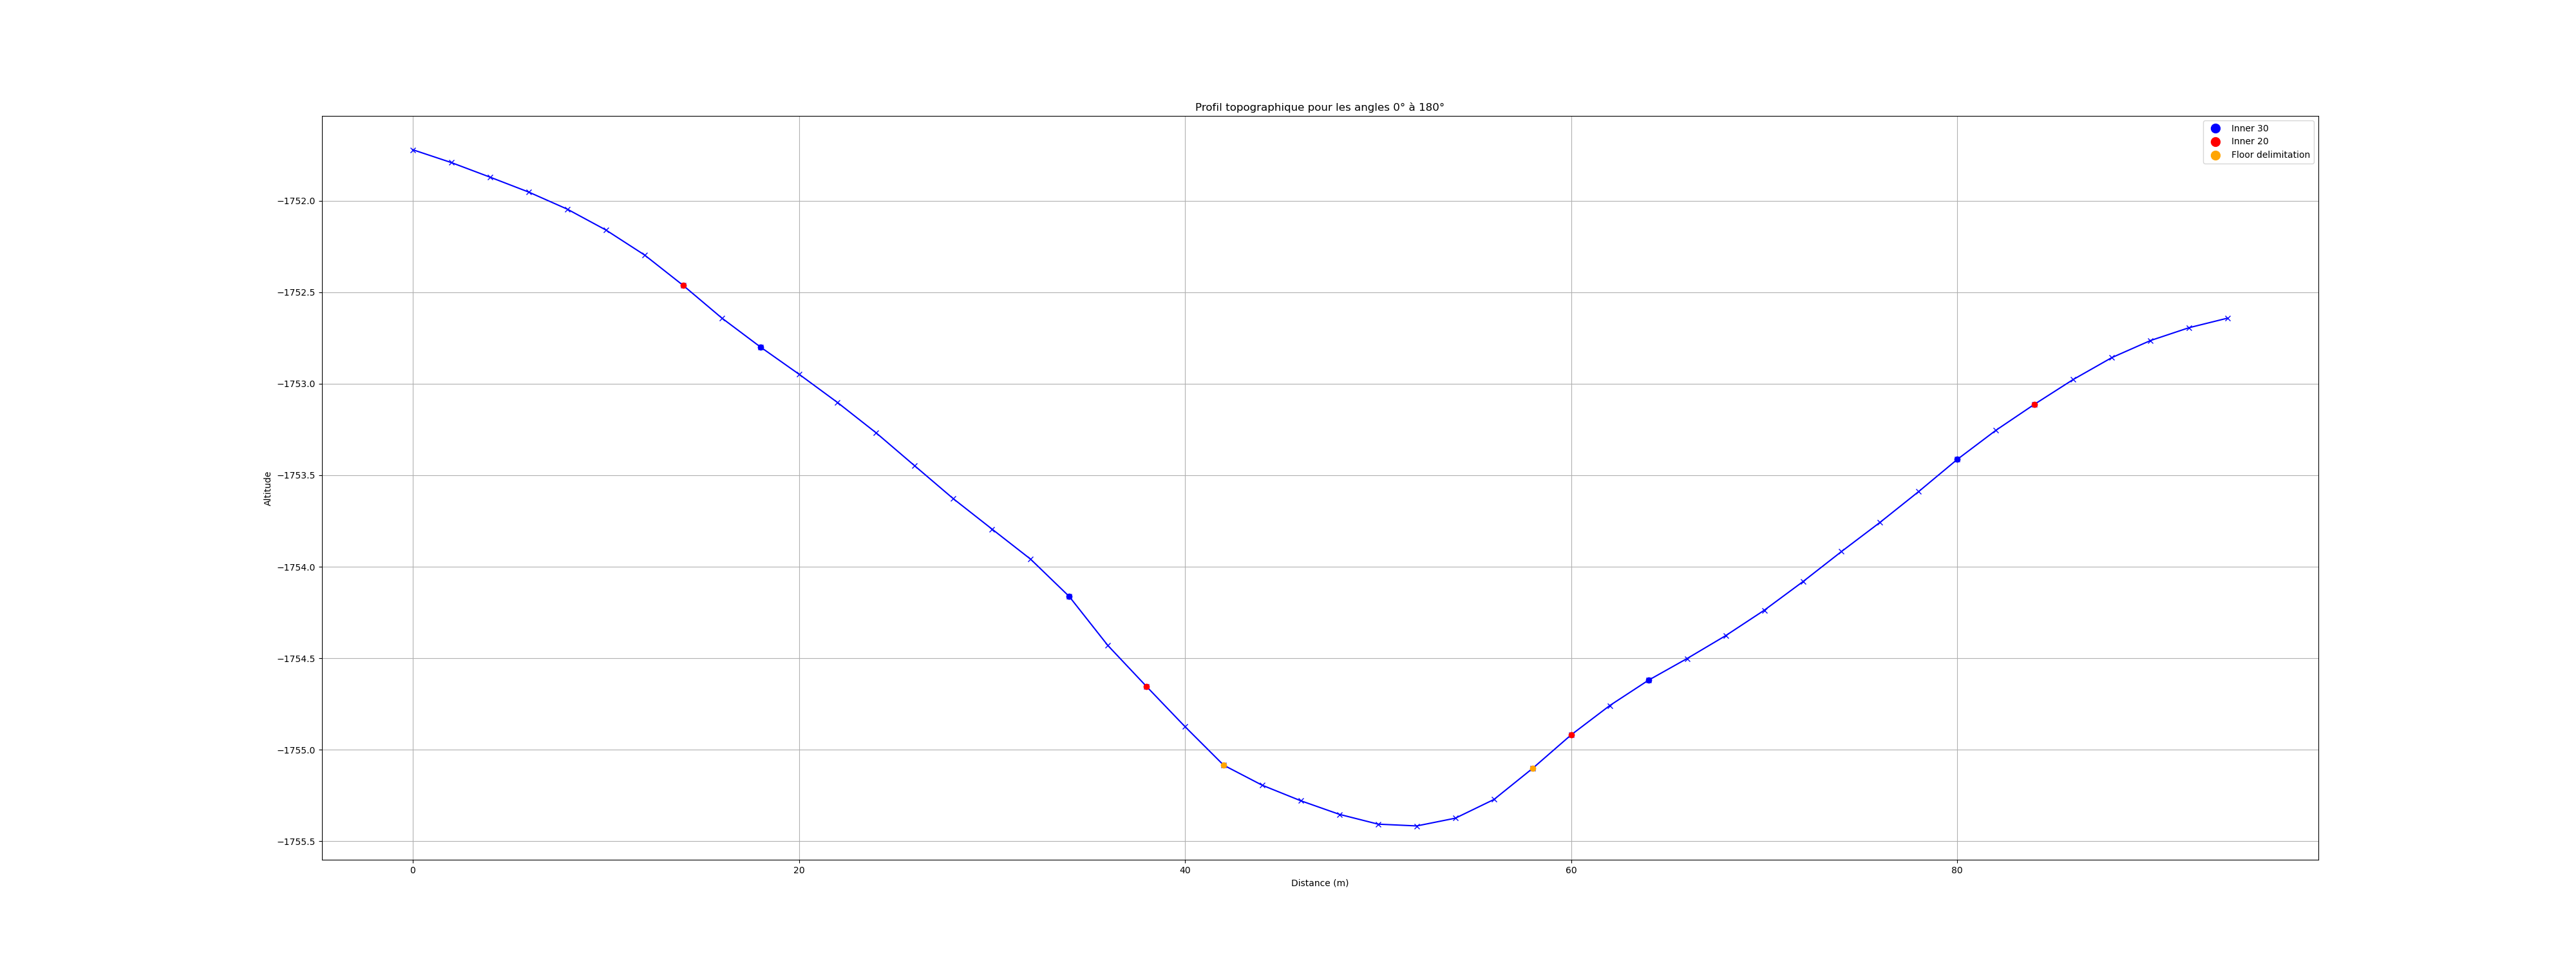 Profil topographique pour les angles 0° à 180°
Inner 30
Inner 20
Floor delimitation
−1752.0
−1752.5
−1753.0
−1753.5
−1754.0
−1754.5
−1755.0
−1755.5
Altitude
0
20
40
60
80
Distance (m)